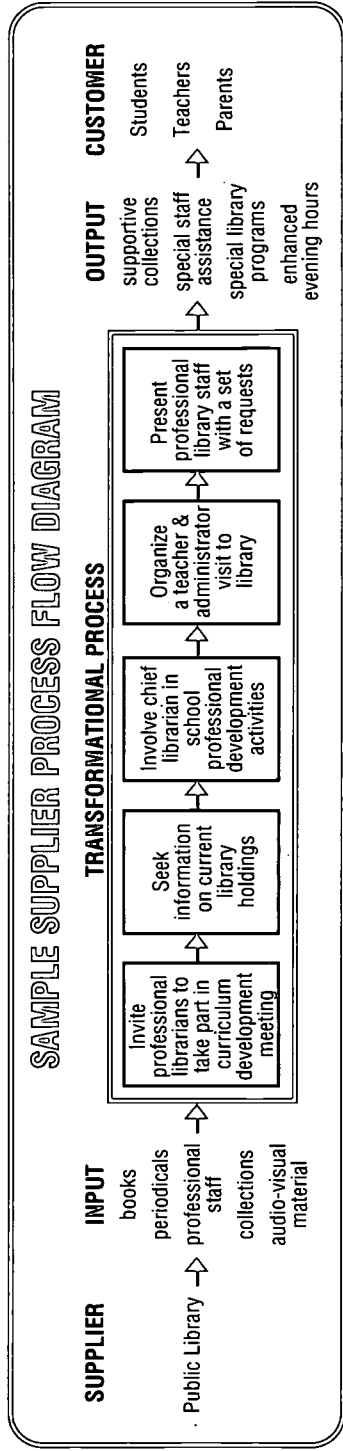 SAMPLE SUPPLIER PROCESS FLOW DIAGRAM
SUPPLIER
Public Library
INPUT
books
periodicals
professional
staff
collections
audio-visual
material
TRANSFORMATIONAL PROCESS
Invite
professional
librarians to
take part in
curriculum
development
meeting
Seek
information
on current
library
holdings
Involve chief
librarian in
school
professional
development
activities
Organize
a teacher &
administrator
visit to
library
Present
professional
library staff
with a set
of requests
OUTPUT
supportive
collections
special staff
assistance
special library
programs
enhanced
evening hours
CUSTOMER
Students
Teachers
Parents